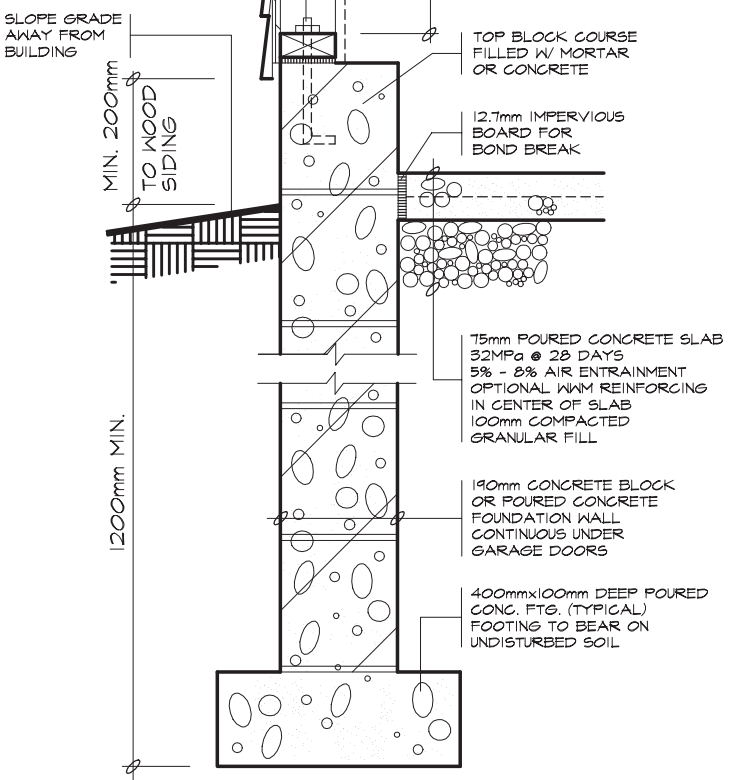 SLOPE GRADE
AWAY FROM
BUILDING
MIN. 200mm
TO WOOD
SIDING
1200mm MIN.
TOP BLOCK COURSE
FILLED W/ MORTAR
OR CONCRETE
12.7mm IMPERVIOUS
BOARD FOR
BOND BREAK
75mm POURED CONCRETE SLAB
32MPa @ 28 DAYS
5% - 8% AIR ENTRAINMENT
OPTIONAL WWM REINFORCING
IN CENTER OF SLAB
100mm COMPACTED
GRANULAR FILL
190mm CONCRETE BLOCK
OR POURED CONCRETE
FOUNDATION WALL
CONTINUOUS UNDER
GARAGE DOORS
400mmx100mm DEEP POURED
CONC. FTG. (TYPICAL)
FOOTING TO BEAR ON
UNDISTURBED SOIL